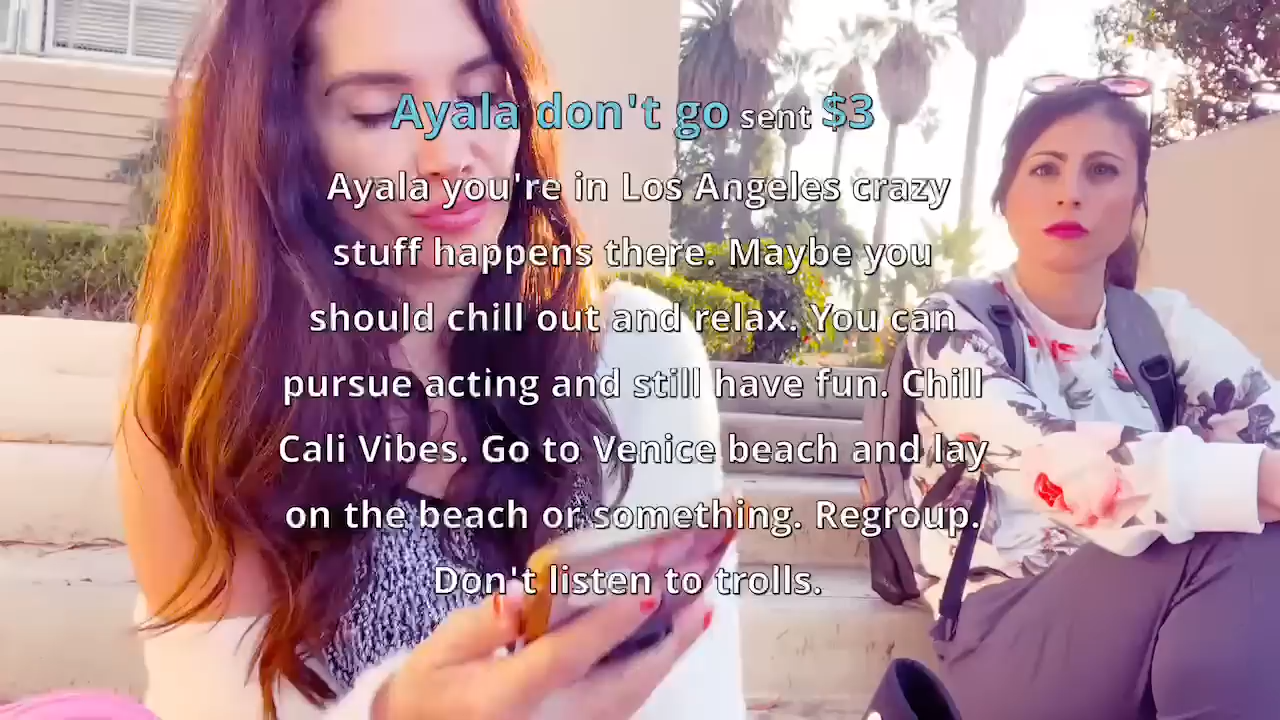 Ayala don't go sent $3
Ayala you're in Los Angeles crazy
stuff happens there. Maybe you
should chill out and relax. You can
pursue acting and still have fun. Chill
Cali Vibes. Go to Venice beach and lay
on the beach or something. Regroup.
Don't listen to trolls.